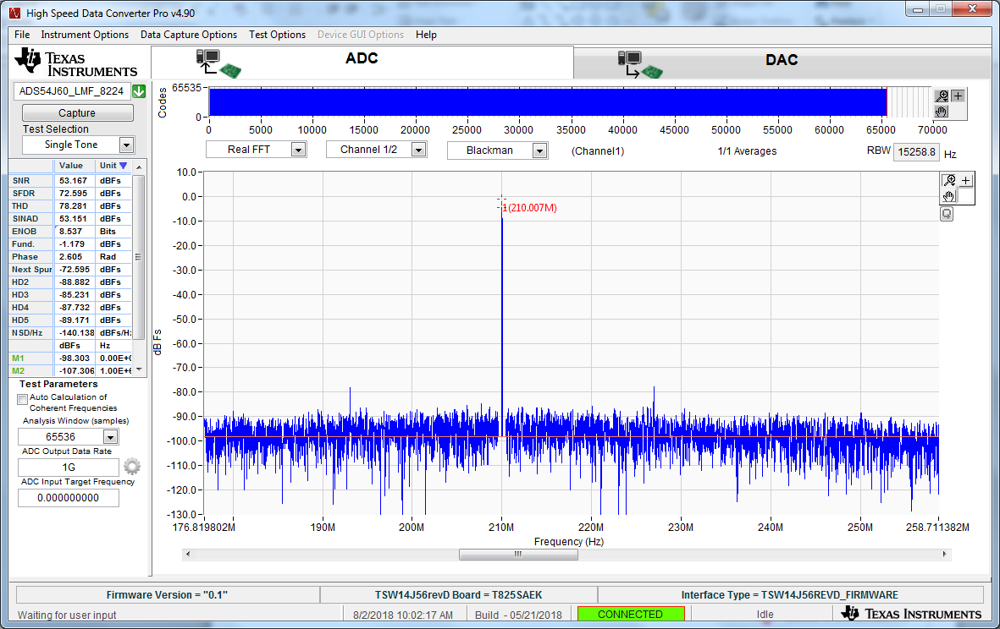 High Speed Data Converter Pro v4.90
File Instrument Options Data Capture Options Test Options Device GUI Options Help
TEXAS INSTRUMENTS
ADC
DAC
ADS54J60_LMF_8224
Capture
Test Selection
Single Tone
Codes
65535
0
0 5000 10000 15000 20000 25000 30000 35000 40000 45000 50000 55000 60000 65000 70000
Real FFT Channel 1/2 Blackman (Channel1) 1/1 Averages RBW 15258.8 Hz
Value Unit
SNR 53.167 dBFs
SFDR 72.595 dBFs
THD 78.281 dBFs
SINAD 53.151 dBFs
ENOB 8.537 Bits
Fund. -1.179 dBFs
Phase 2.605 Rad
Next Spur -72.595 dBFs
HD2 -88.882 dBFs
HD3 -85.231 dBFs
HD4 -87.732 dBFs
HD5 -89.171 dBFs
NSD/Hz -140.138 dBFs/Hz
dBFs Hz
M1 -98.303 0.00E+0
M2 -107.306 1.00E+6
Test Parameters
Auto Calculation of
Coherent Frequencies
Analysis Window (samples)
65536
ADC Output Data Rate
1G
ADC Input Target Frequency
0.000000000
dB Fs
10.0
0.0
-10.0
-20.0
-30.0
-40.0
-50.0
-60.0
-70.0
-80.0
-90.0
-100.0
-110.0
-120.0
-130.0
1(210.007M)
176.819802M 190M 200M 210M 220M 230M 240M 250M 258.711382M
Frequency (Hz)
Firmware Version = "0.1" TSW14J56revD Board = T825SAEK Interface Type = TSW14J56REVD_FIRMWARE
Waiting for user input 8/2/2018 10:02:17 AM Build - 05/21/2018 CONNECTED Idle TEXAS INSTRUMENTS